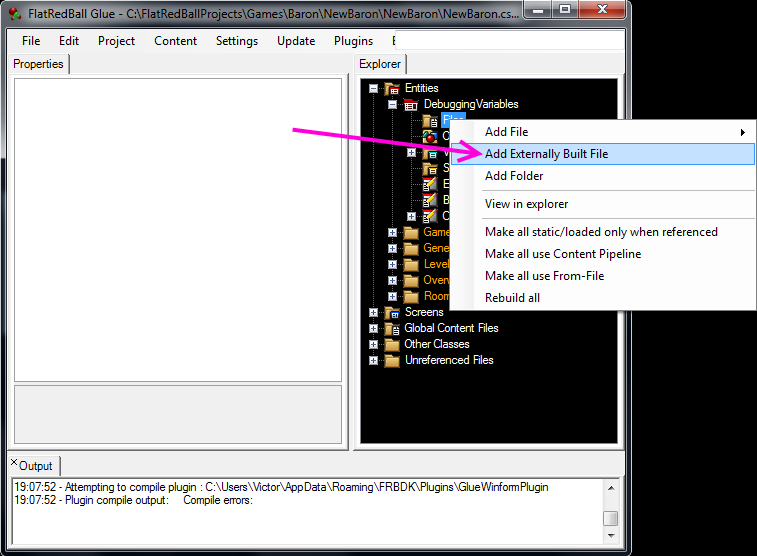 FlatRedBall Glue - C:\FlatRedBallProjects\Games\Baron\NewBaron\NewBaron\NewBaron.cs...
File Edit Project Content Settings Update Plugins
Properties
Explorer
Entities
DebuggingVariables
Files
Add File
Add Externally Built File
Add Folder
View in explorer
Make all static/loaded only when referenced
Make all use Content Pipeline
Make all use From-File
Rebuild all
Game
Gene
Level
Over
Room
Screens
Global Content Files
Other Classes
Unreferenced Files
Output
19:07:52 - Attempting to compile plugin : C:\Users\Victor\AppData\Roaming\FRBDK\Plugins\GlueWinformPlugin
19:07:52 - Plugin compile output: Compile errors: